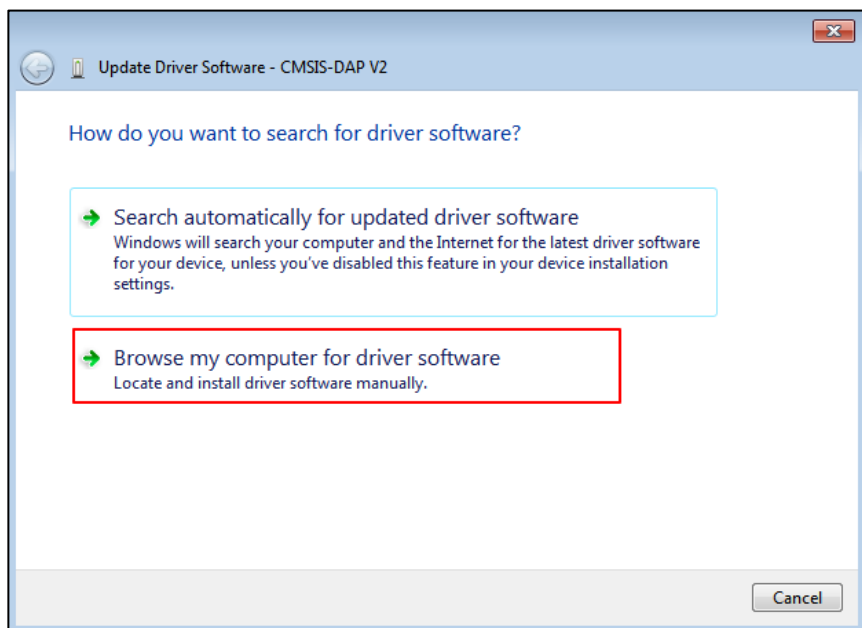 Update Driver Software - CMSIS-DAP V2
How do you want to search for driver software?
Search automatically for updated driver software
Windows will search your computer and the Internet for the latest driver software
for your device, unless you've disabled this feature in your device installation
settings.
Browse my computer for driver software
Locate and install driver software manually.
Cancel